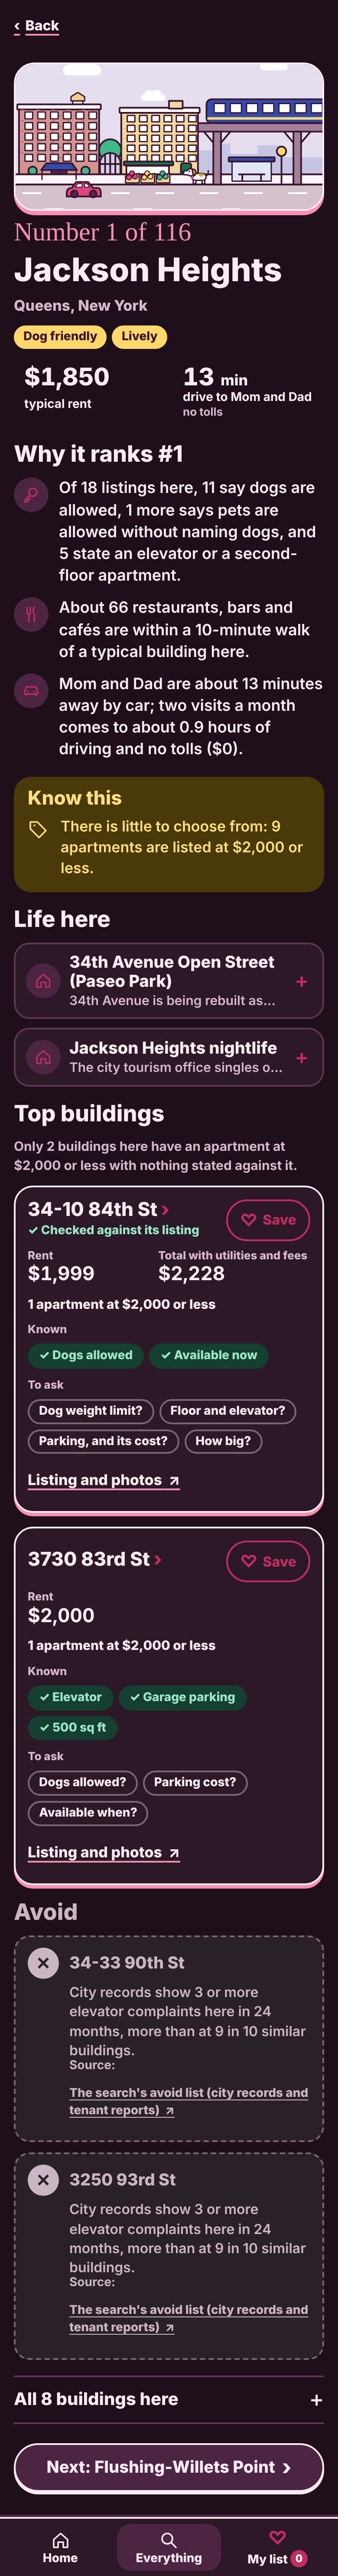 ‹ Back
Number 1 of 116
Jackson Heights
Queens, New York
Dog friendly
Lively
$1,850
typical rent
13 min
drive to Mom and Dad
no tolls
Why it ranks #1
Of 18 listings here, 11 say dogs are
allowed, 1 more says pets are
allowed without naming dogs, and
5 state an elevator or a second-
floor apartment.
About 66 restaurants, bars and
cafés are within a 10-minute walk
of a typical building here.
Mom and Dad are about 13 minutes
away by car; two visits a month
comes to about 0.9 hours of
driving and no tolls ($0).
Know this
There is little to choose from: 9
apartments are listed at $2,000 or
less.
Life here
34th Avenue Open Street
(Paseo Park)
34th Avenue is being rebuilt as...
+
Jackson Heights nightlife
The city tourism office singles o...
+
Top buildings
Only 2 buildings here have an apartment at
$2,000 or less with nothing stated against it.
34-10 84th St ›
✓ Checked against its listing
Save
Rent
$1,999
Total with utilities and fees
$2,228
1 apartment at $2,000 or less
Known
✓ Dogs allowed
✓ Available now
To ask
Dog weight limit?
Floor and elevator?
Parking, and its cost?
How big?
Listing and photos ↗
3730 83rd St ›
Save
Rent
$2,000
1 apartment at $2,000 or less
Known
✓ Elevator
✓ Garage parking
✓ 500 sq ft
To ask
Dogs allowed?
Parking cost?
Available when?
Listing and photos ↗
Avoid
34-33 90th St
City records show 3 or more
elevator complaints here in 24
months, more than at 9 in 10 similar
buildings.
Source:
The search's avoid list (city records and
tenant reports) ↗
3250 93rd St
City records show 3 or more
elevator complaints here in 24
months, more than at 9 in 10 similar
buildings.
Source:
The search's avoid list (city records and
tenant reports) ↗
All 8 buildings here
+
Next: Flushing-Willets Point ›
Home
Everything
My list 0